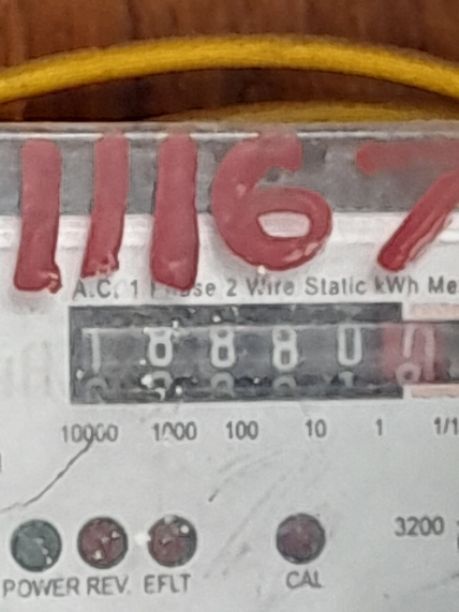 11167
A.C. 1 Phase 2 Wire Static kWh Me
1 8 8 8 0
10000 1000 100 10 1 1/1
3200
POWER REV. EFLT CAL